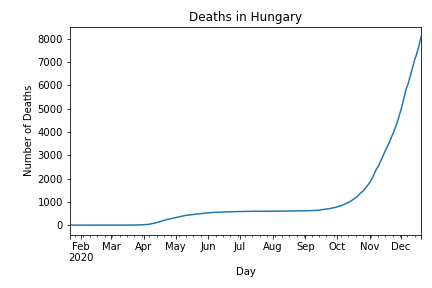 Deaths in Hungary
Number of Deaths
8000
7000
6000
5000
4000
3000
2000
1000
0
Feb Mar Apr May Jun Jul Aug Sep Oct Nov Dec
2020
Day